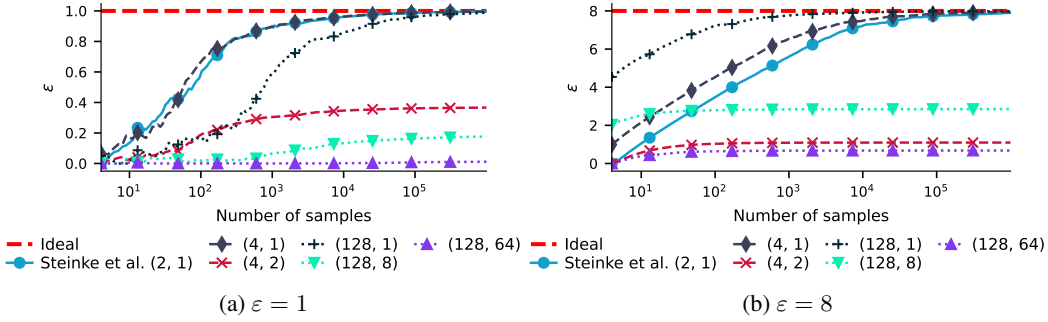 1.0
0.8
0.6
0.4
0.2
0.0
ε
10¹ 10² 10³ 10⁴ 10⁵
Number of samples
Ideal
Steinke et al. (2, 1)
(4, 1)
(4, 2)
(128, 1)
(128, 8)
(128, 64)
(a) ε = 1
8
6
4
2
0
ε
10¹ 10² 10³ 10⁴ 10⁵
Number of samples
Ideal
Steinke et al. (2, 1)
(4, 1)
(4, 2)
(128, 1)
(128, 8)
(128, 64)
(b) ε = 8